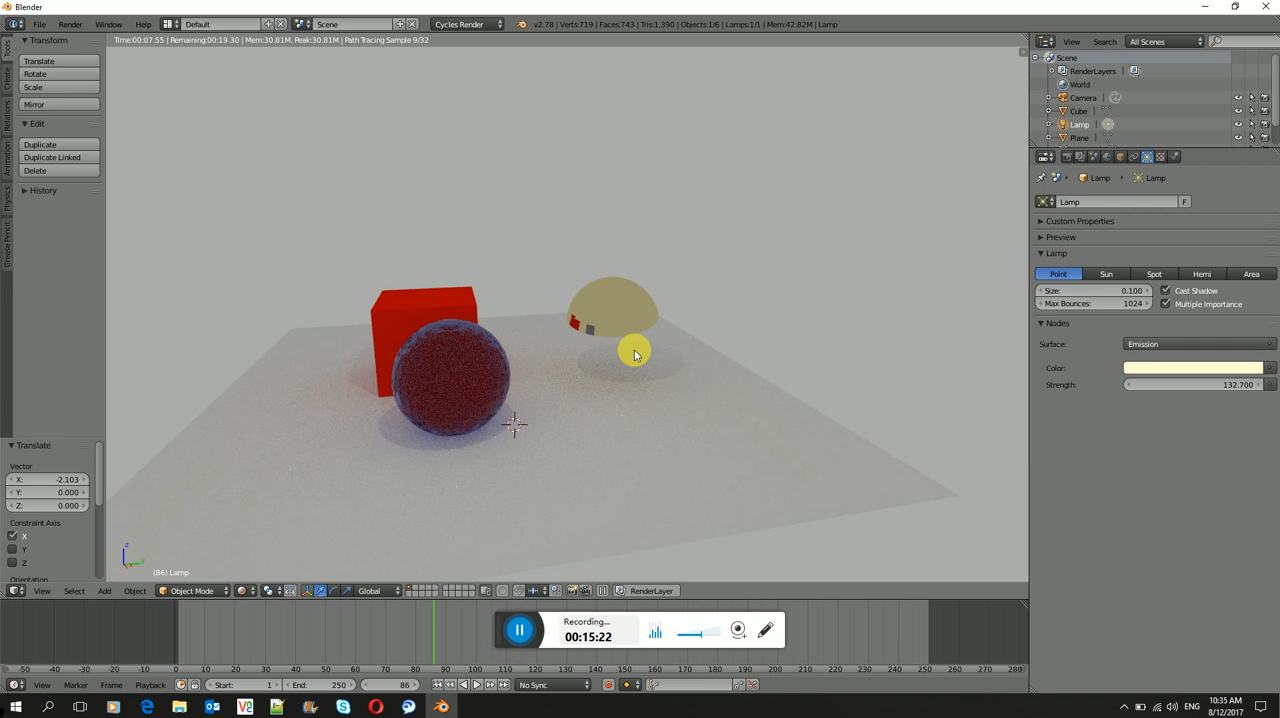 Blender
File Render Window Help Default Scene Cycles Render v2.78 | Verts:719 | Faces:743 | Tris:1,390 | Objects:1/6 | Lamps:1/1 | Mem:42.82M | Lamp
Transform
Time:00:07.55 | Remaining:00:19.30 | Mem:30.81M, Peak:30.81M | Path Tracing Sample 9/32
View Search All Scenes
Tools
Create
Relations
Animation
Physics
Grease Pencil
Translate
Rotate
Scale
Mirror
Edit
Duplicate
Duplicate Linked
Delete
History
Scene
RenderLayers
World
Camera
Cube
Lamp
Plane
Lamp Lamp
Lamp F
Custom Properties
Preview
Lamp
Point Sun Spot Hemi Area
Size: 0.100 Cast Shadow
Max Bounces: 1024 Multiple Importance
Nodes
Surface: Emission
Color:
Strength: 132.700
Translate
Vector
X: -2.103
Y: 0.000
Z: 0.000
Constraint Axis
X
Y
Z
Orientation
(86) Lamp
View Select Add Object Object Mode Global RenderLayer
Recording...
00:15:22
-50 -40 -30 -20 -10 0 10 20 30 40 50 60 70 80 90 100 110 120 130 140 150 160 170 180 190 200 210 220 230 240 250 260 270 280
View Marker Frame Playback Start: 1 End: 250 86 No Sync
ENG
10:35 AM
8/12/2017